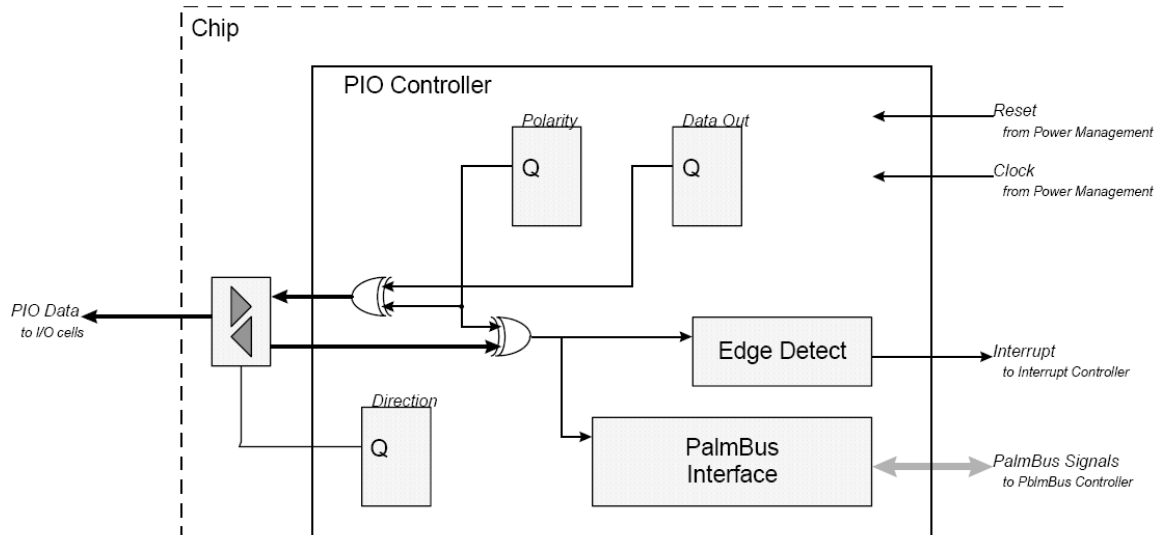 Chip
PIO Controller
Polarity
Data Out
Reset
from Power Management
Q
Q
Clock
from Power Management
PIO Data
to I/O cells
Edge Detect
Interrupt
to Interrupt Controller
Direction
Q
PalmBus
Interface
PalmBus Signals
to PblmBus Controller